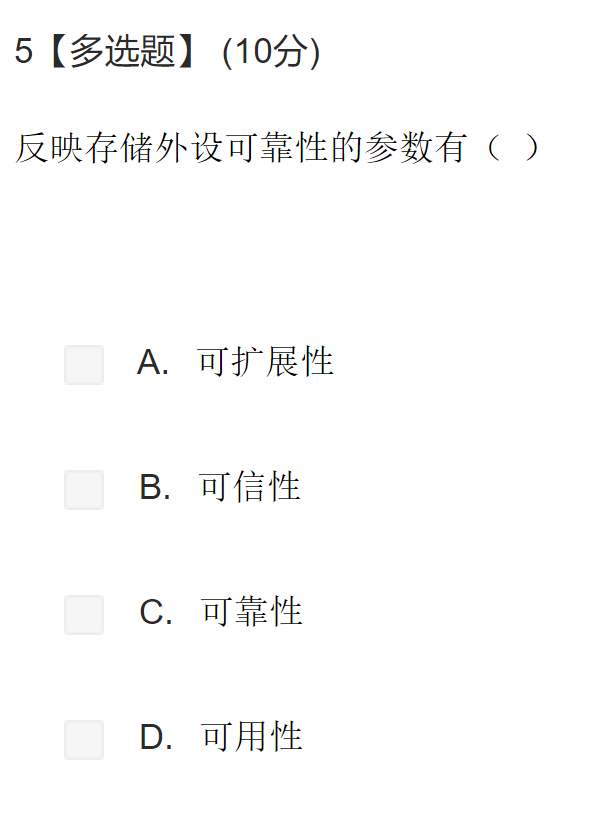 5【多选题】 (10分)
反映存储外设可靠性的参数有（ ）
A. 可扩展性
B. 可信性
C. 可靠性
D. 可用性